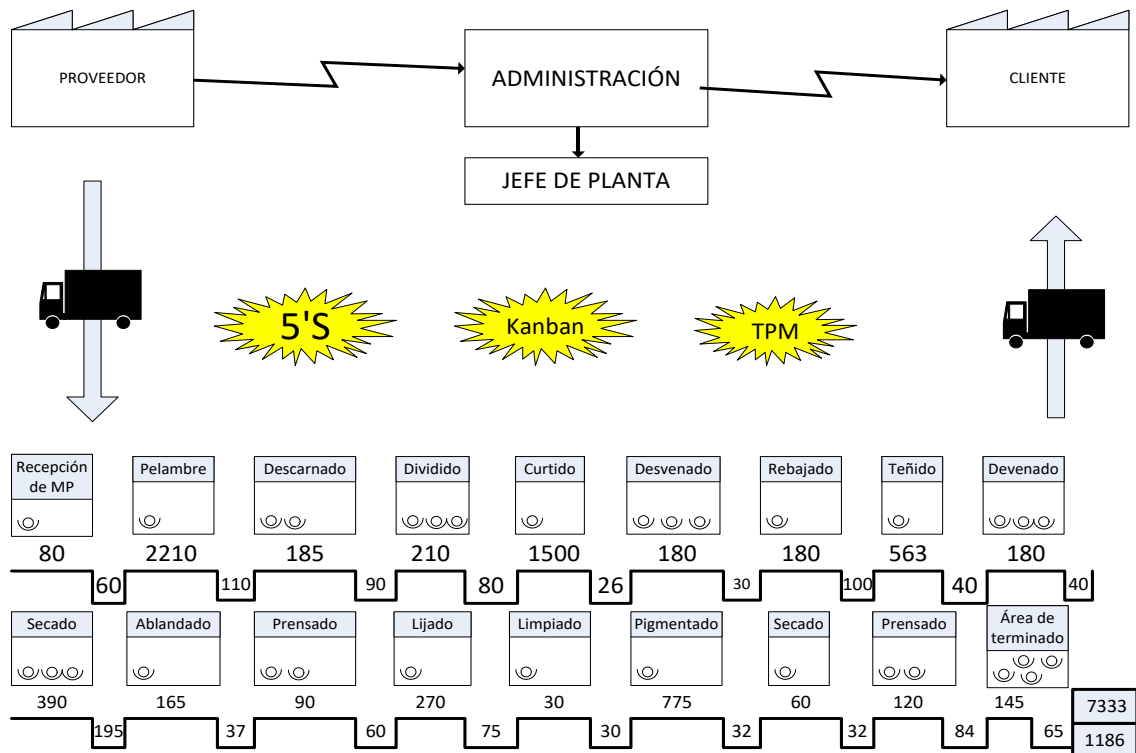 PROVEEDOR
ADMINISTRACIÓN
CLIENTE
JEFE DE PLANTA
5'S
Kanban
TPM
Recepción
de MP
Pelambre
Descarnado
Dividido
Curtido
Desvenado
Rebajado
Teñido
Devenado
80 2210 185 210 1500 180 180 563 180
60 110 90 80 26 30 100 40 40
Secado
Ablandado
Prensado
Lijado
Limpiado
Pigmentado
Secado
Prensado
Área de
terminado
390 165 90 270 30 775 60 120 145
195 37 60 75 30 32 32 84 65
7333
1186